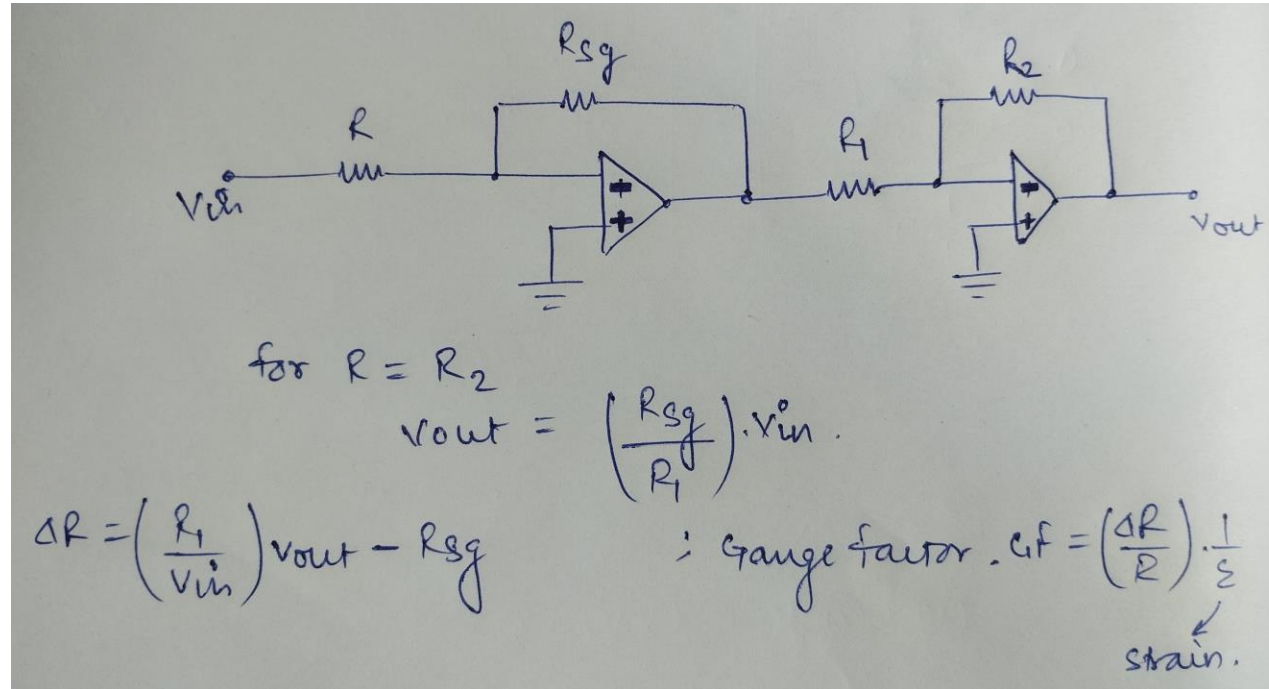 Rsg
R2
R
R1
Vin
Vout
for R = R2
Vout = (Rsg/R1).Vin.
ΔR = (R1/Vin) Vout - Rsg ; Gauge factor. GF = (ΔR/R).1/ε
strain.